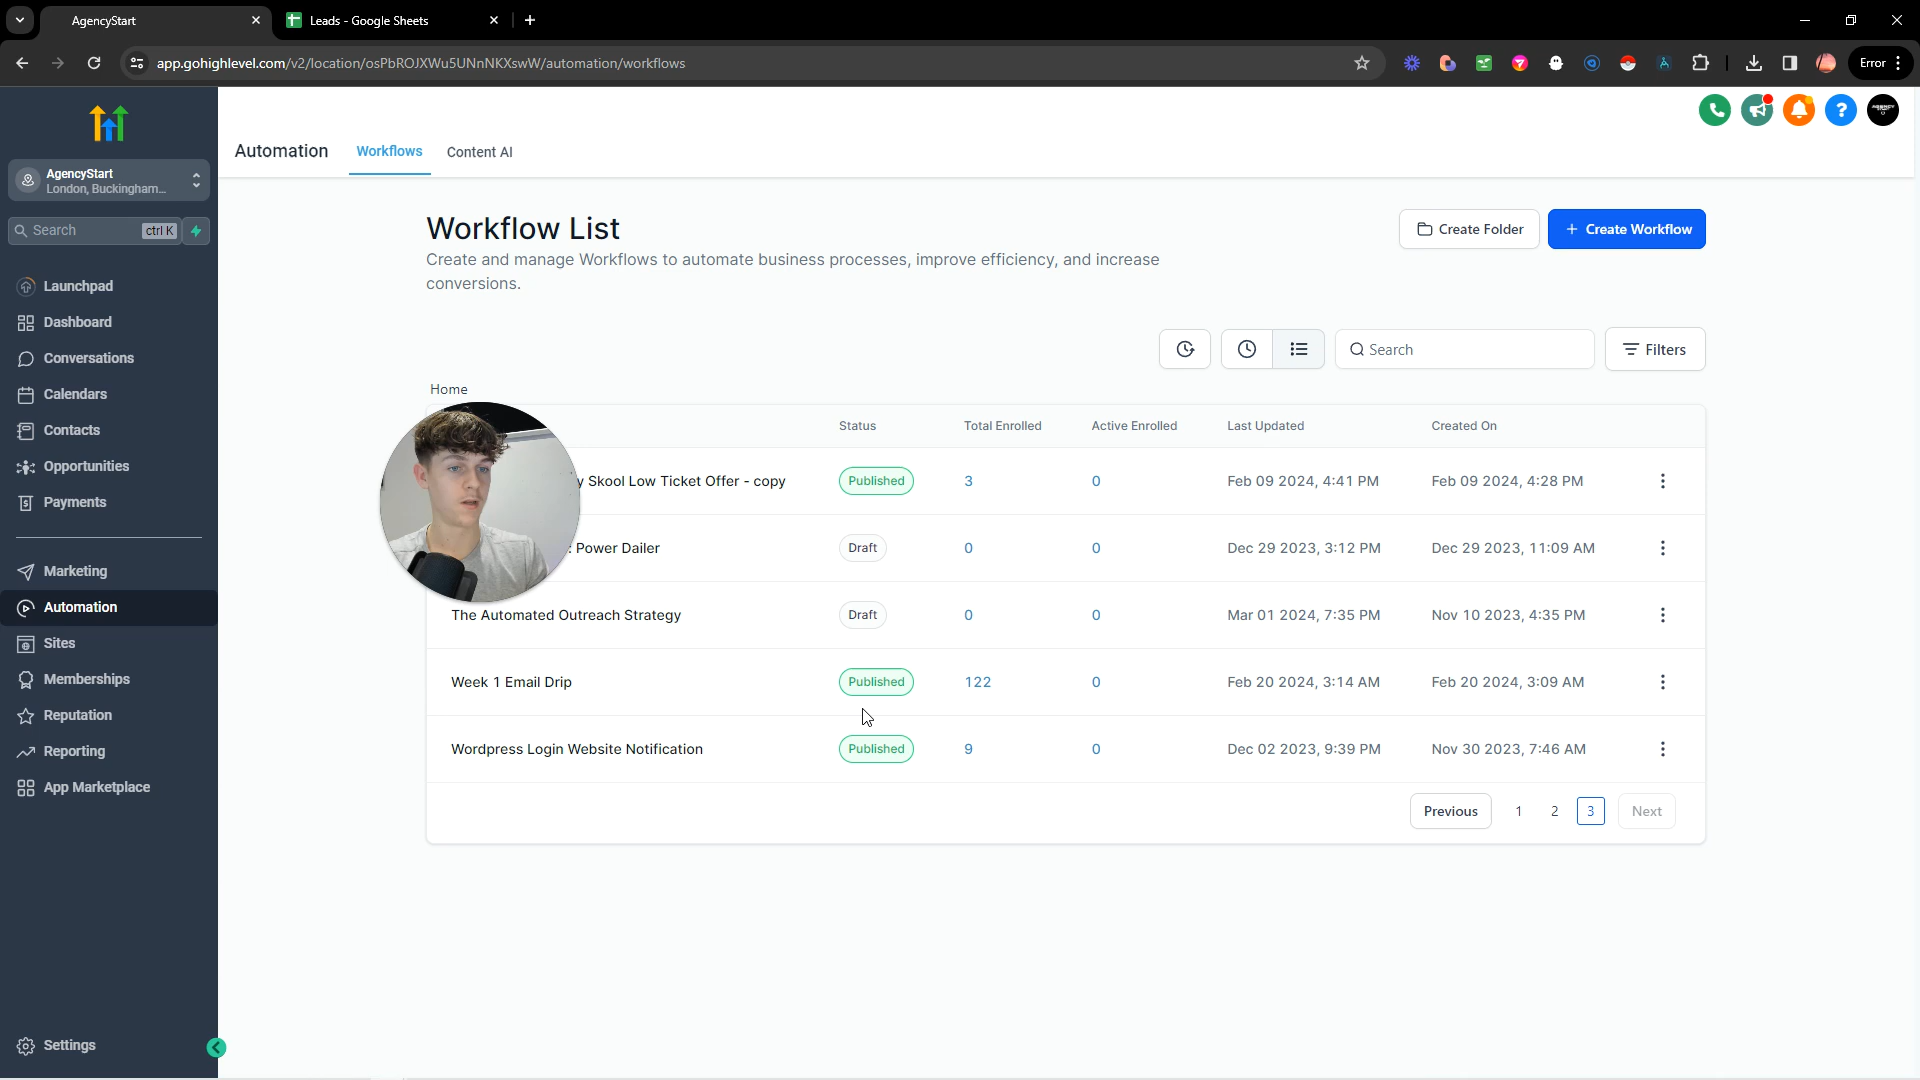 AgencyStart
Leads - Google Sheets
app.gohighlevel.com/v2/location/osPbROJXWu5UNnNKXswW/automation/workflows
Error
AgencyStart
London, Buckingham...
Search
ctrl K
Launchpad
Dashboard
Conversations
Calendars
Contacts
Opportunities
Payments
Marketing
Automation
Sites
Memberships
Reputation
Reporting
App Marketplace
Settings
Automation
Workflows
Content AI
Workflow List
Create and manage Workflows to automate business processes, improve efficiency, and increase
conversions.
Create Folder
+ Create Workflow
Search
Filters
Home
Status Total Enrolled Active Enrolled Last Updated Created On
y Skool Low Ticket Offer - copy Published 3 0 Feb 09 2024, 4:41 PM Feb 09 2024, 4:28 PM
: Power Dailer Draft 0 0 Dec 29 2023, 3:12 PM Dec 29 2023, 11:09 AM
The Automated Outreach Strategy Draft 0 0 Mar 01 2024, 7:35 PM Nov 10 2023, 4:35 PM
Week 1 Email Drip Published 122 0 Feb 20 2024, 3:14 AM Feb 20 2024, 3:09 AM
Wordpress Login Website Notification Published 9 0 Dec 02 2023, 9:39 PM Nov 30 2023, 7:46 AM
Previous 1 2 3 Next